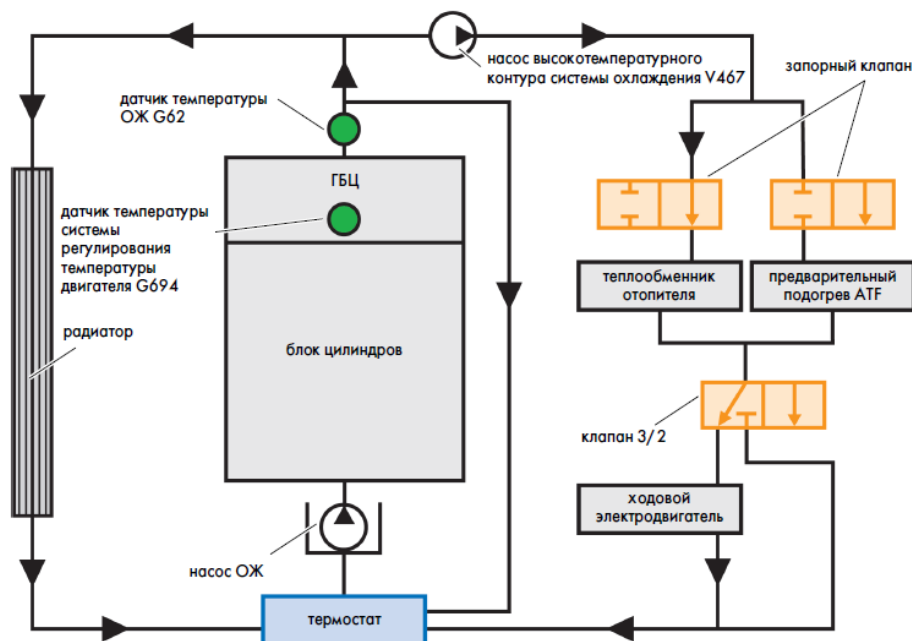 насос высокотемпературного
контура системы охлаждения V467
запорный клапан
датчик температуры
ОЖ G62
ГБЦ
датчик температуры
системы
регулирования
температуры
двигателя G694
радиатор
блок цилиндров
теплообменник
отопителя
предварительный
подогрев ATF
клапан 3/2
ходовой
электродвигатель
насос ОЖ
термостат